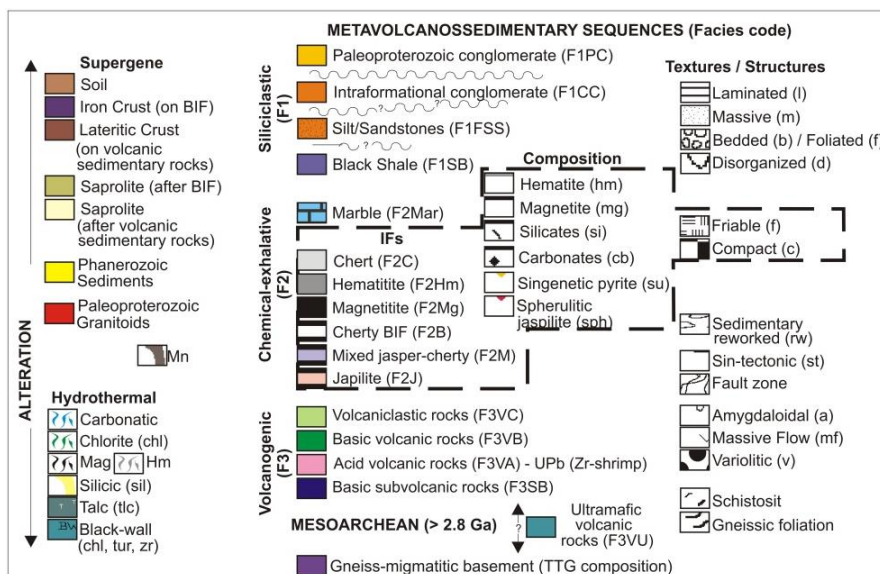 METAVOLCANOSSEDIMENTARY SEQUENCES (Facies code)
ALTERATION
Supergene
Soil
Iron Crust (on BIF)
Lateritic Crust
(on volcanic
sedimentary rocks)
Saprolite (after BIF)
Saprolite
(after volcanic
sedimentary rocks)
Phanerozoic
Sediments
Paleoproterozoic
Granitoids
Mn
Hydrothermal
Carbonatic
Chlorite (chl)
Mag
Hm
Silicic (sil)
Talc (tlc)
BW
Black-wall
(chl, tur, zr)
Siliciclastic
(F1)
Paleoproterozoic conglomerate (F1PC)
Intraformational conglomerate (F1CC)
? ?
Silt/Sandstones (F1FSS)
?
Black Shale (F1SB)
Chemical-exhalative
(F2)
Marble (F2Mar)
IFs
Chert (F2C)
Hematitite (F2Hm)
Magnetitite (F2Mg)
Cherty BIF (F2B)
Mixed jasper-cherty (F2M)
Japilite (F2J)
Composition
Hematite (hm)
Magnetite (mg)
Silicates (si)
Carbonates (cb)
Singenetic pyrite (su)
Spherulitic
jaspilite (sph)
Volcanogenic
(F3)
Volcaniclastic rocks (F3VC)
Basic volcanic rocks (F3VB)
Acid volcanic rocks (F3VA) - UPb (Zr-shrimp)
Basic subvolcanic rocks (F3SB)
MESOARCHEAN (> 2.8 Ga)
?
Ultramafic
volcanic
rocks (F3VU)
Gneiss-migmatitic basement (TTG composition)
Textures / Structures
Laminated (l)
Massive (m)
Bedded (b) / Foliated (f)
Disorganized (d)
Friable (f)
Compact (c)
Sedimentary
reworked (rw)
Sin-tectonic (st)
Fault zone
Amygdaloidal (a)
Massive Flow (mf)
Variolitic (v)
Schistosit
Gneissic foliation